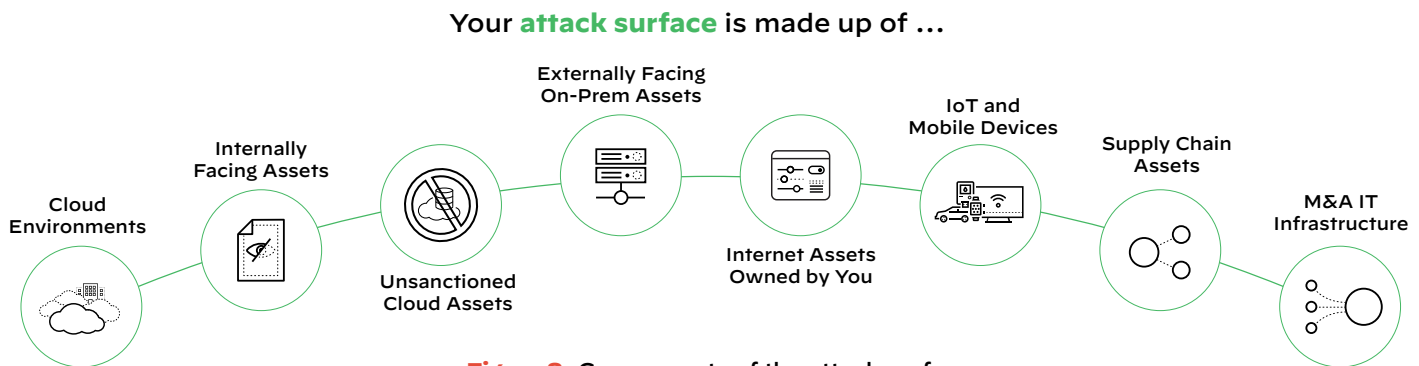 Your attack surface is made up of ...
Externally Facing
On-Prem Assets
IoT and
Mobile Devices
Internally
Facing Assets
Supply Chain
Assets
Cloud
Environments
M&A IT
Infrastructure
Unsanctioned
Cloud Assets
Internet Assets
Owned by You